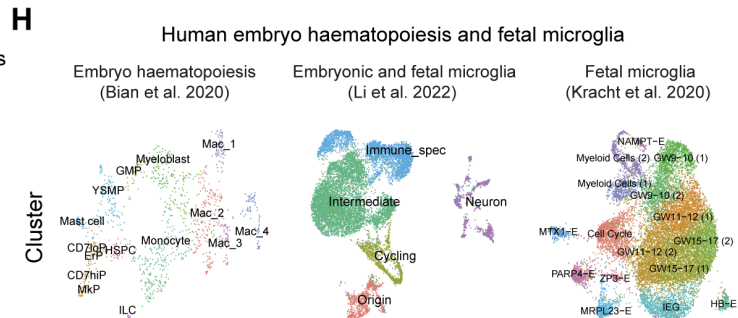 H
Human embryo haematopoiesis and fetal microglia
s
Embryo haematopoiesis
(Bian et al. 2020)
Embryonic and fetal microglia
(Li et al. 2022)
Fetal microglia
(Kracht et al. 2020)
Cluster
Mac_1
Myeloblast
GMP
YSMP
Mast cell
Mac_2
Mac_4
Monocyte
Mac_3
CD7loP
ErP
HSPC
CD7hiP
MkP
ILC
Immune_spec
Intermediate
Neuron
Cycling
Origin
NAMPT−E
Myeloid Cells (2)
GW9−10 (1)
Myeloid Cells (1)
GW9−10 (2)
GW11−12 (1)
MTX1−E
Cell Cycle
GW15−17 (2)
GW11−12 (2)
GW15−17 (1)
PARP4−E
ZP3−E
MRPL23−E
IEG
HB−E